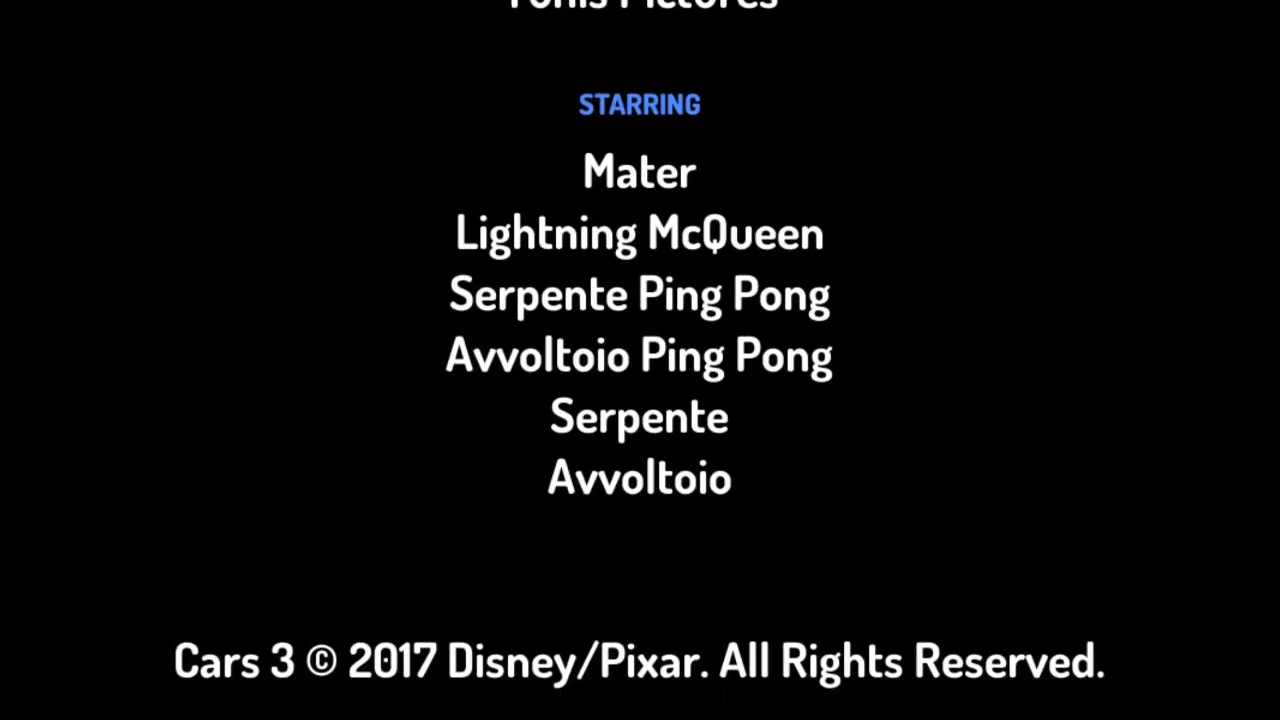 STARRING
Mater
Lightning McQueen
Serpente Ping Pong
Avvoltoio Ping Pong
Serpente
Avvoltoio
Cars 3 © 2017 Disney/Pixar. All Rights Reserved.